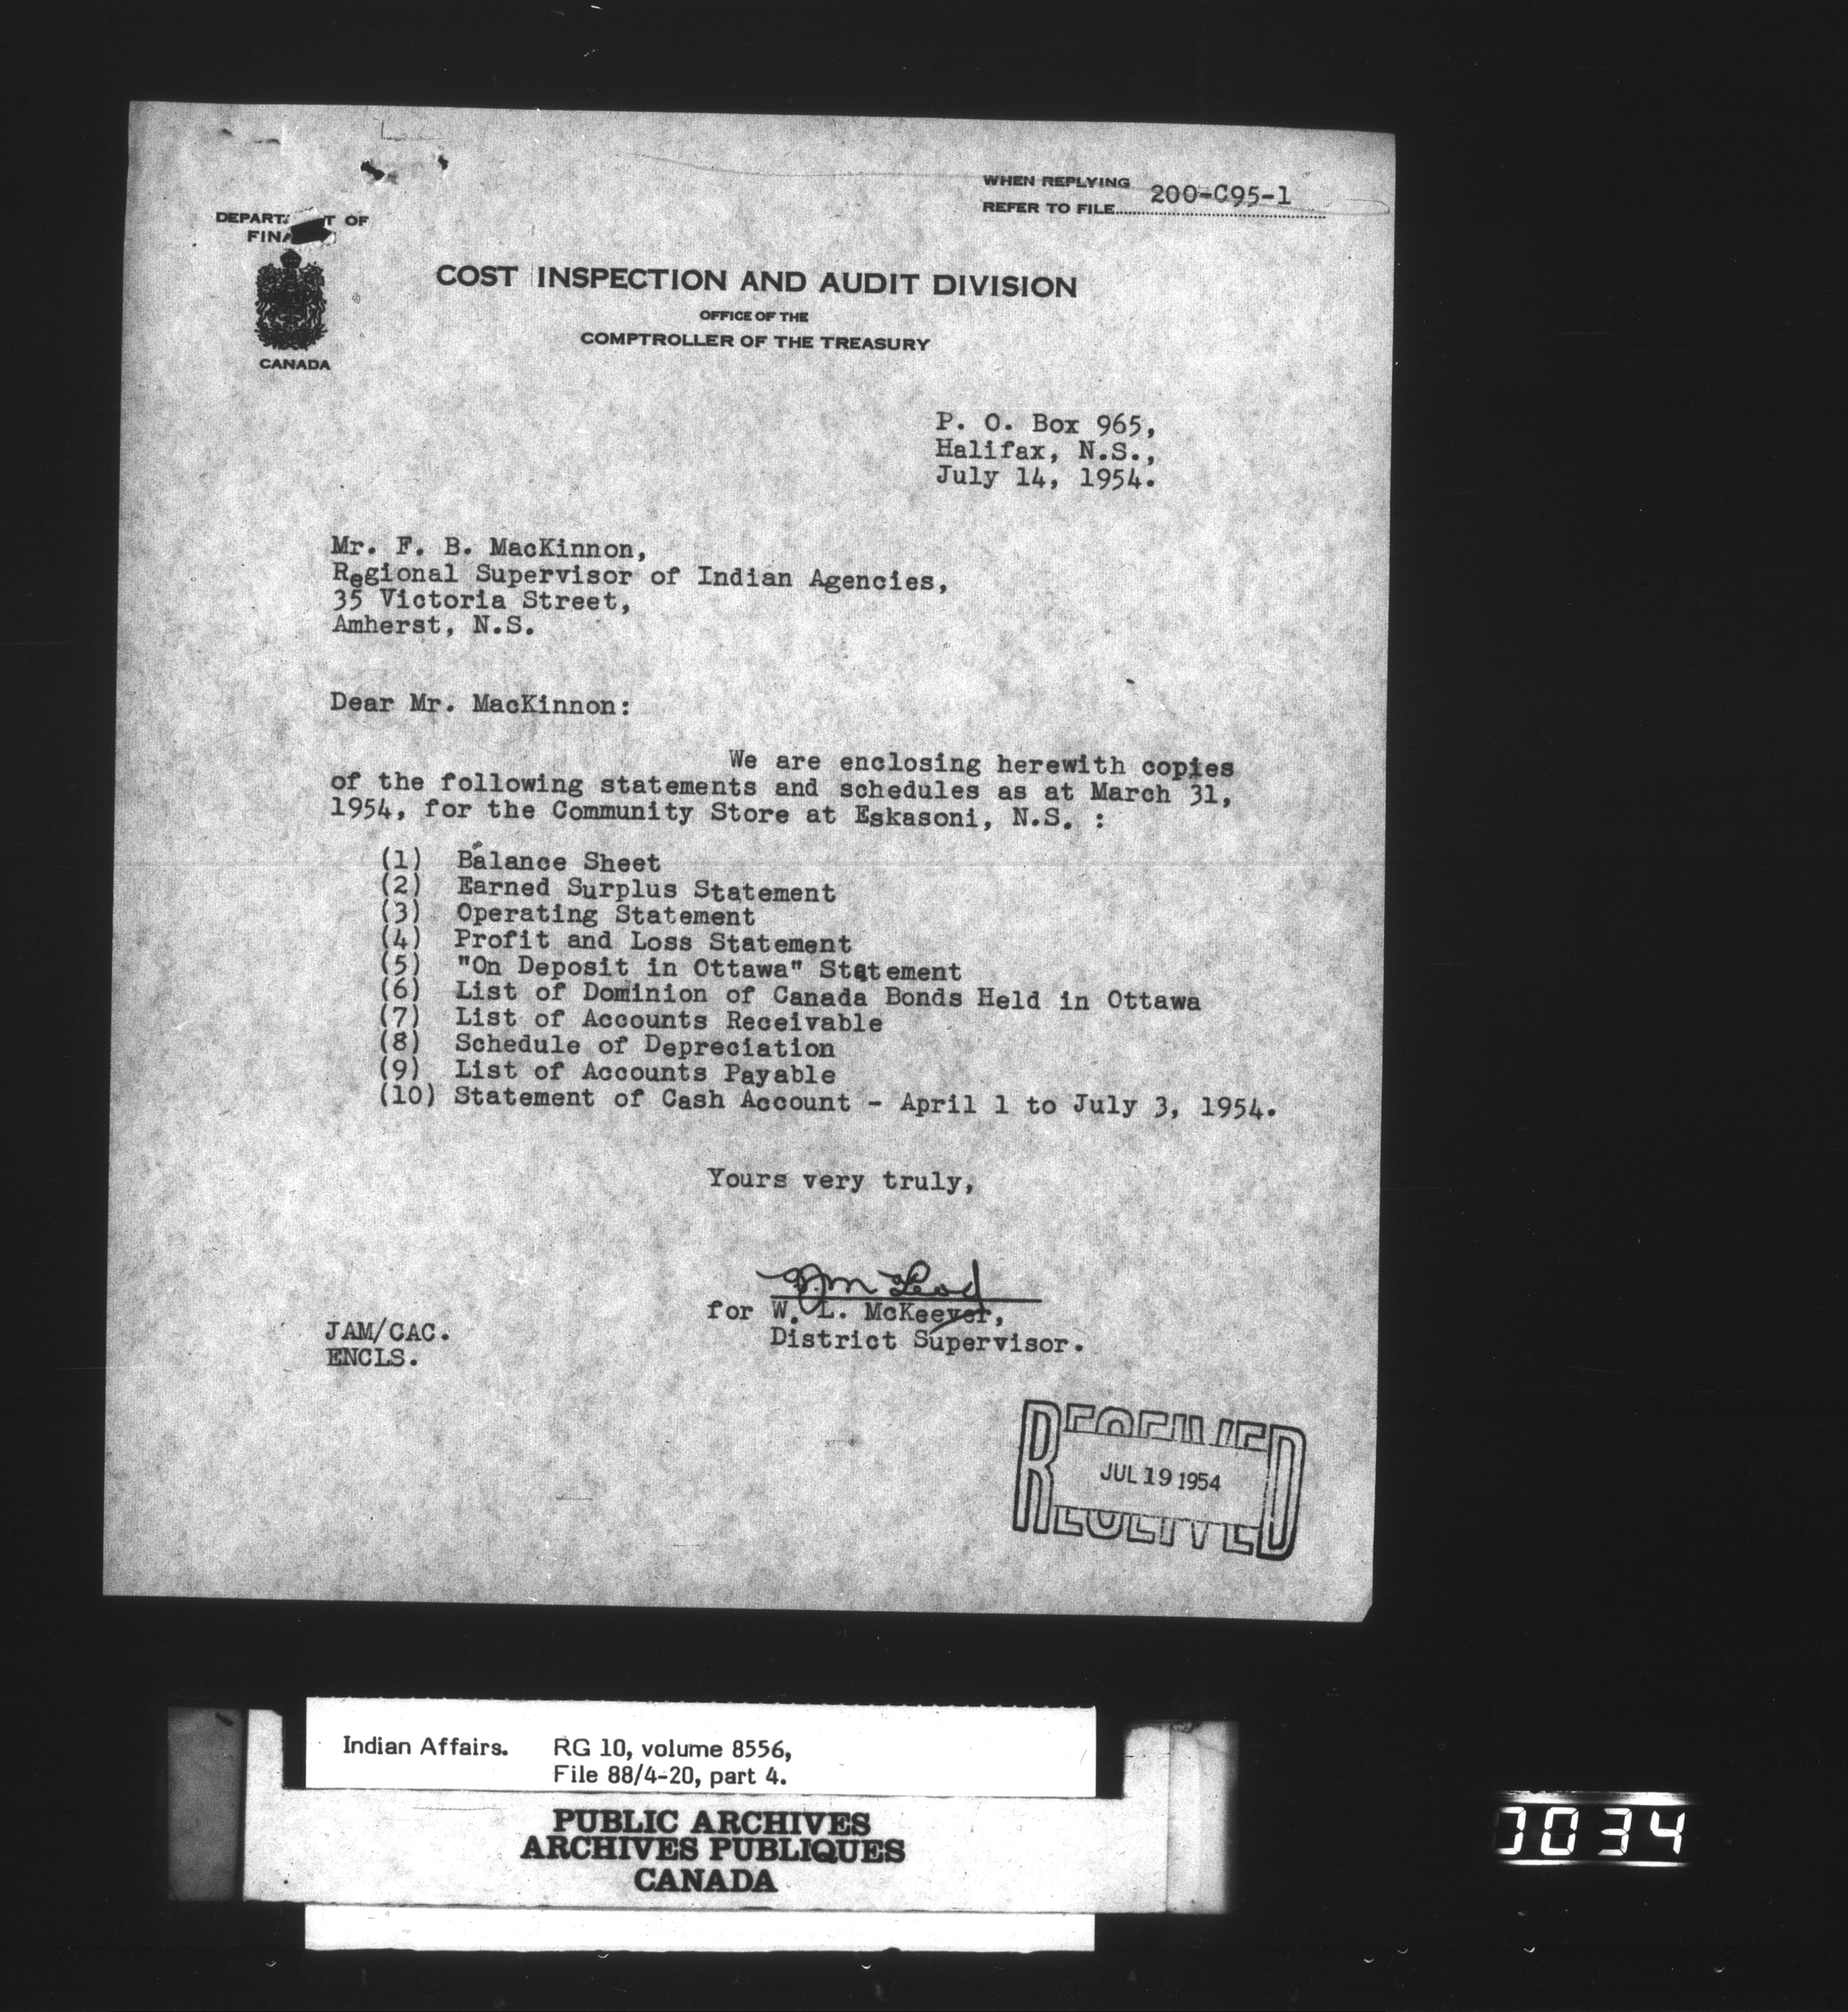 WHEN REPLYING
REFER TO FILE 200-C95-1
DEPART T OF
FINA
CANADA
COST INSPECTION AND AUDIT DIVISION
OFFICE OF THE
COMPTROLLER OF THE TREASURY
P. O. Box 965,
Halifax, N.S.,
July 14, 1954.
Mr. F. B. MacKinnon,
Regional Supervisor of Indian Agencies,
35 Victoria Street,
Amherst, N.S.
Dear Mr. MacKinnon:
We are enclosing herewith copies
of the following statements and schedules as at March 31,
1954, for the Community Store at Eskasoni, N.S. :
(1) Balance Sheet
(2) Earned Surplus Statement
(3) Operating Statement
(4) Profit and Loss Statement
(5) "On Deposit in Ottawa" Statement
(6) List of Dominion of Canada Bonds Held in Ottawa
(7) List of Accounts Receivable
(8) Schedule of Depreciation
(9) List of Accounts Payable
(10) Statement of Cash Account - April 1 to July 3, 1954.
Yours very truly,
for W. L. McKeever,
District Supervisor.
JAM/CAC.
ENCLS.
RECEIVED
JUL 19 1954
RECEIVED
Indian Affairs. RG 10, volume 8556,
File 88/4-20, part 4.
PUBLIC ARCHIVES
ARCHIVES PUBLIQUES
CANADA
034